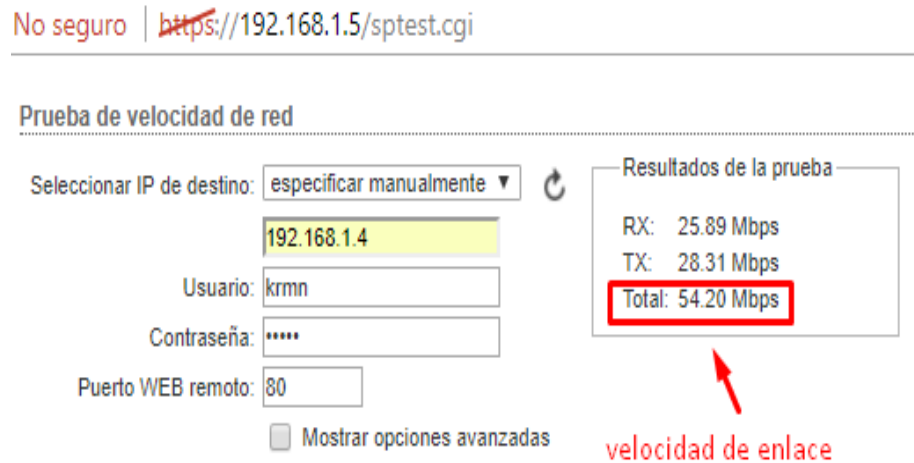 No seguro | https://192.168.1.5/sptest.cgi
Prueba de velocidad de red
Seleccionar IP de destino: especificar manualmente ▼
192.168.1.4
Usuario: krmn
Contraseña: •••••
Puerto WEB remoto: 80
Mostrar opciones avanzadas
Resultados de la prueba
RX: 25.89 Mbps
TX: 28.31 Mbps
Total: 54.20 Mbps
velocidad de enlace